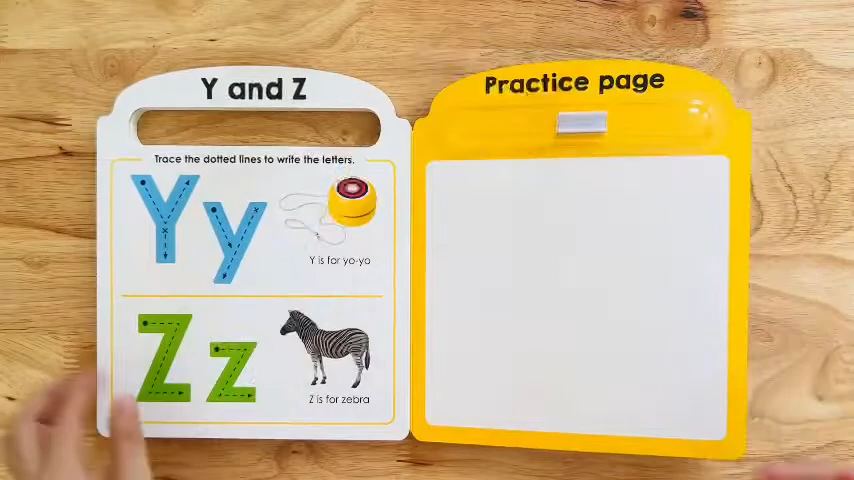 Y and Z
Trace the dotted lines to write the letters.
Y y
Y is for yo-yo
Z z
Z is for zebra
Practice page